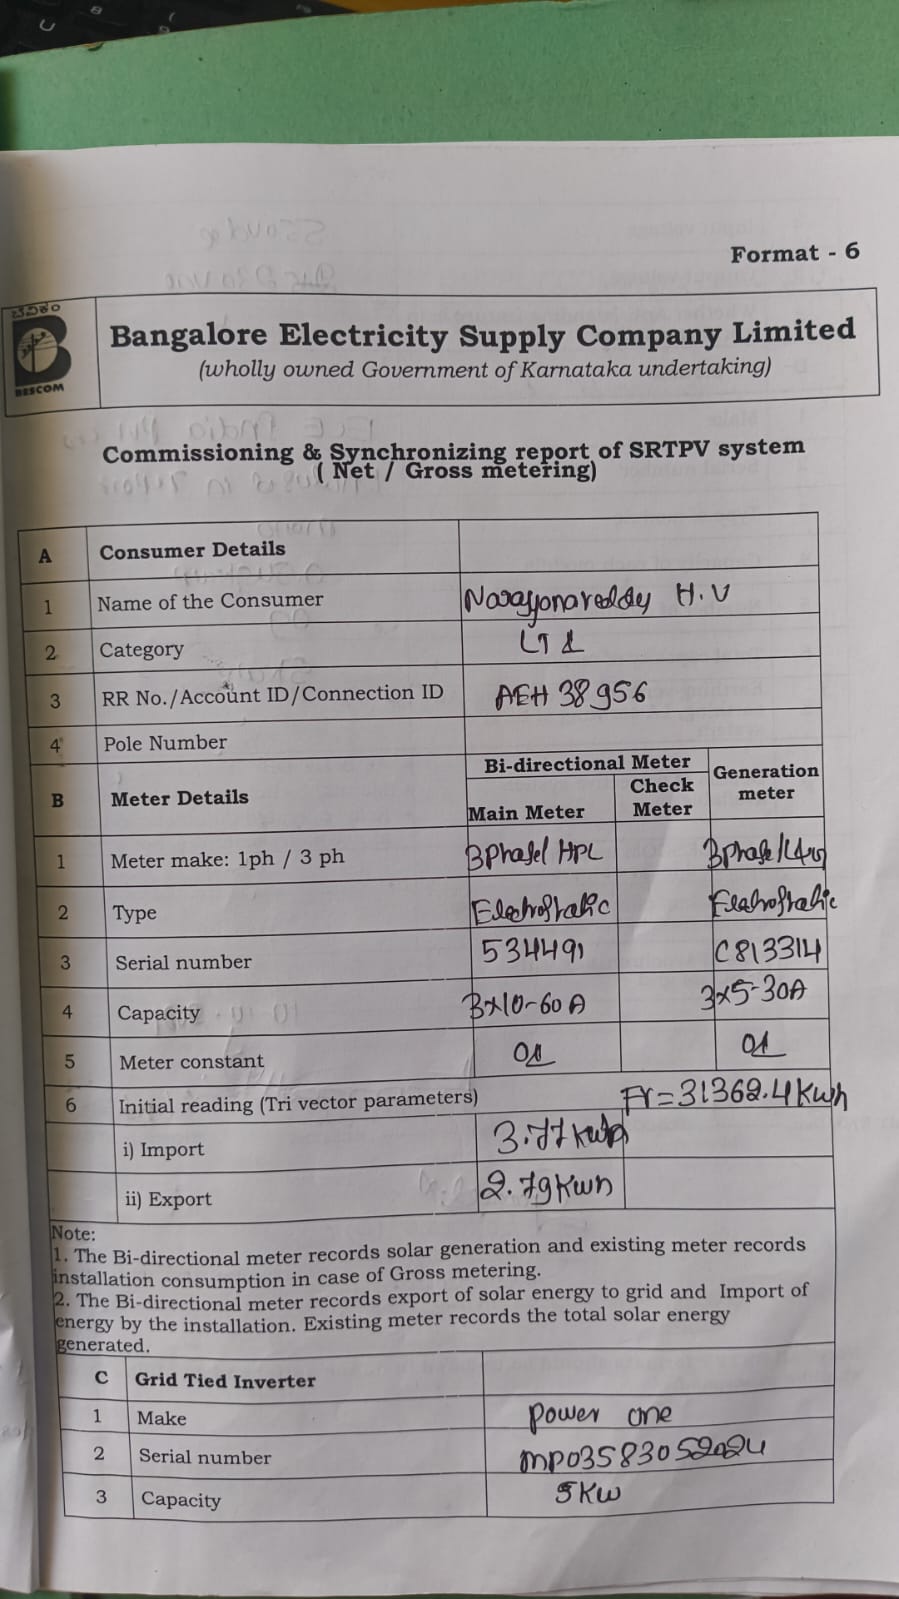 Format - 6
ಬೆವಿಕಂ
BESCOM
Bangalore Electricity Supply Company Limited
(wholly owned Government of Karnataka undertaking)
Commissioning & Synchronizing report of SRTPV system
( Net / Gross metering)
A Consumer Details
1 Name of the Consumer Narayanareddy H.V
2 Category LT
3 RR No./Account ID/Connection ID AEH 38956
4 Pole Number
B Meter Details Bi-directional Meter Generation meter
Main Meter Check Meter
1 Meter make: 1ph / 3 ph 3phase/ HPL 3phase/
2 Type Electrostatic Electrostatic
3 Serial number 534491 C813314
4 Capacity 3x10-60A 3x5-30A
5 Meter constant 01 01
6 Initial reading (Tri vector parameters) =31362.4Kwh
i) Import 3.77 Kwh
ii) Export 2.79Kwh
Note:
1. The Bi-directional meter records solar generation and existing meter records
installation consumption in case of Gross metering.
2. The Bi-directional meter records export of solar energy to grid and Import of
energy by the installation. Existing meter records the total solar energy
generated.
C Grid Tied Inverter
1 Make power one
2 Serial number
3 Capacity 5Kw